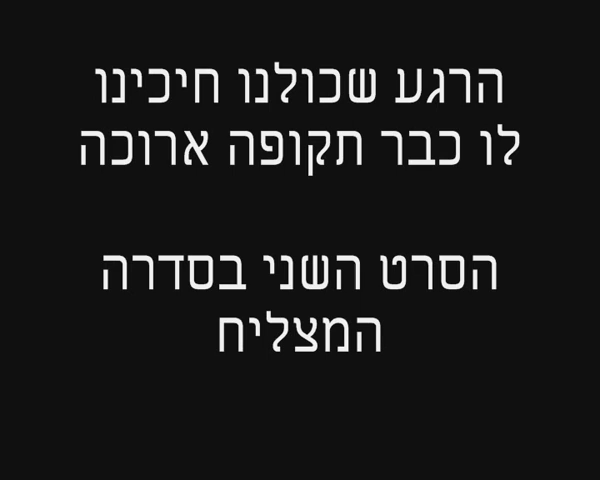 הרגע שכולנו חיכינו
לו כבר תקופה ארוכה
הסרט השני בסדרה
המצליח